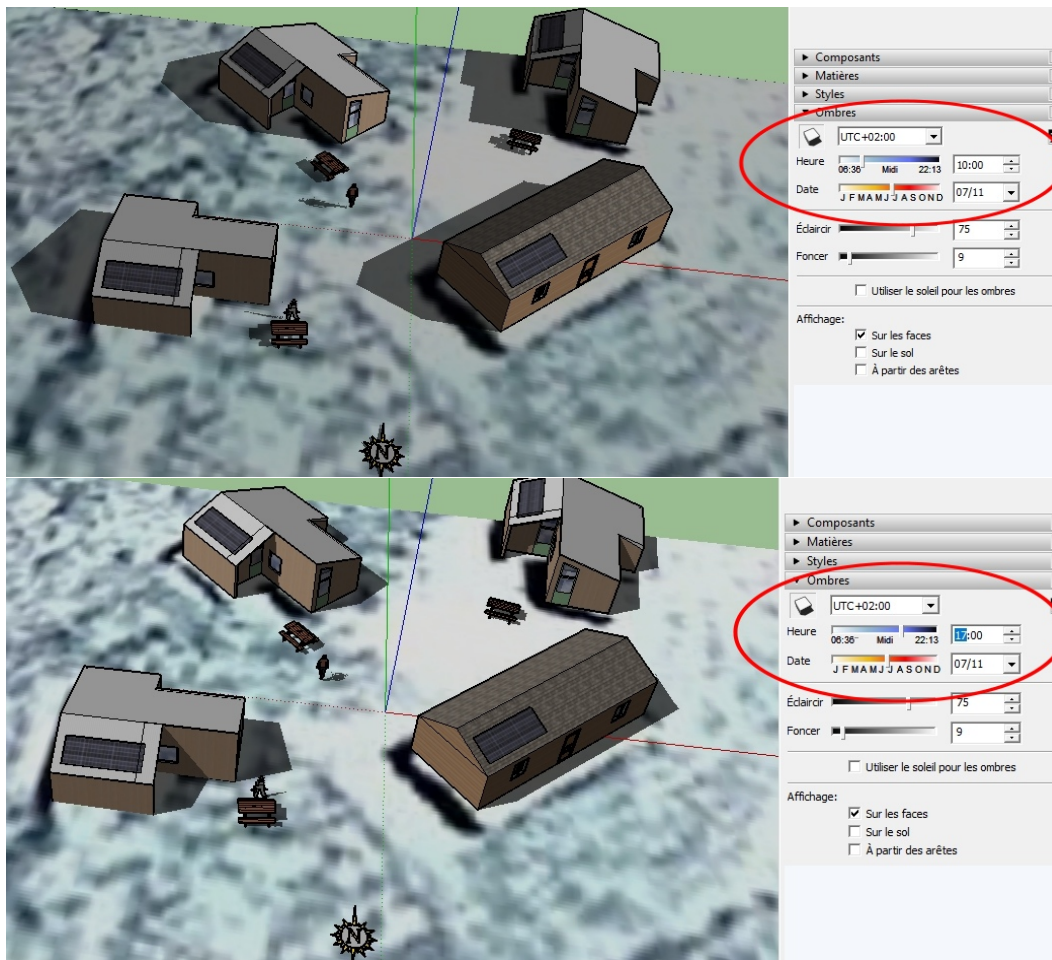 Composants
Matières
Styles
Ombres
UTC+02:00
Heure 06:36 Midi 22:13 10:00
Date J F M A M J J A S O N D 07/11
Éclaircir 75
Foncer 9
Utiliser le soleil pour les ombres
Affichage:
Sur les faces
Sur le sol
À partir des arêtes
N
Composants
Matières
Styles
Ombres
UTC+02:00
Heure 06:36 Midi 22:13 17:00
Date J F M A M J J A S O N D 07/11
Éclaircir 75
Foncer 9
Utiliser le soleil pour les ombres
Affichage:
Sur les faces
Sur le sol
À partir des arêtes
N